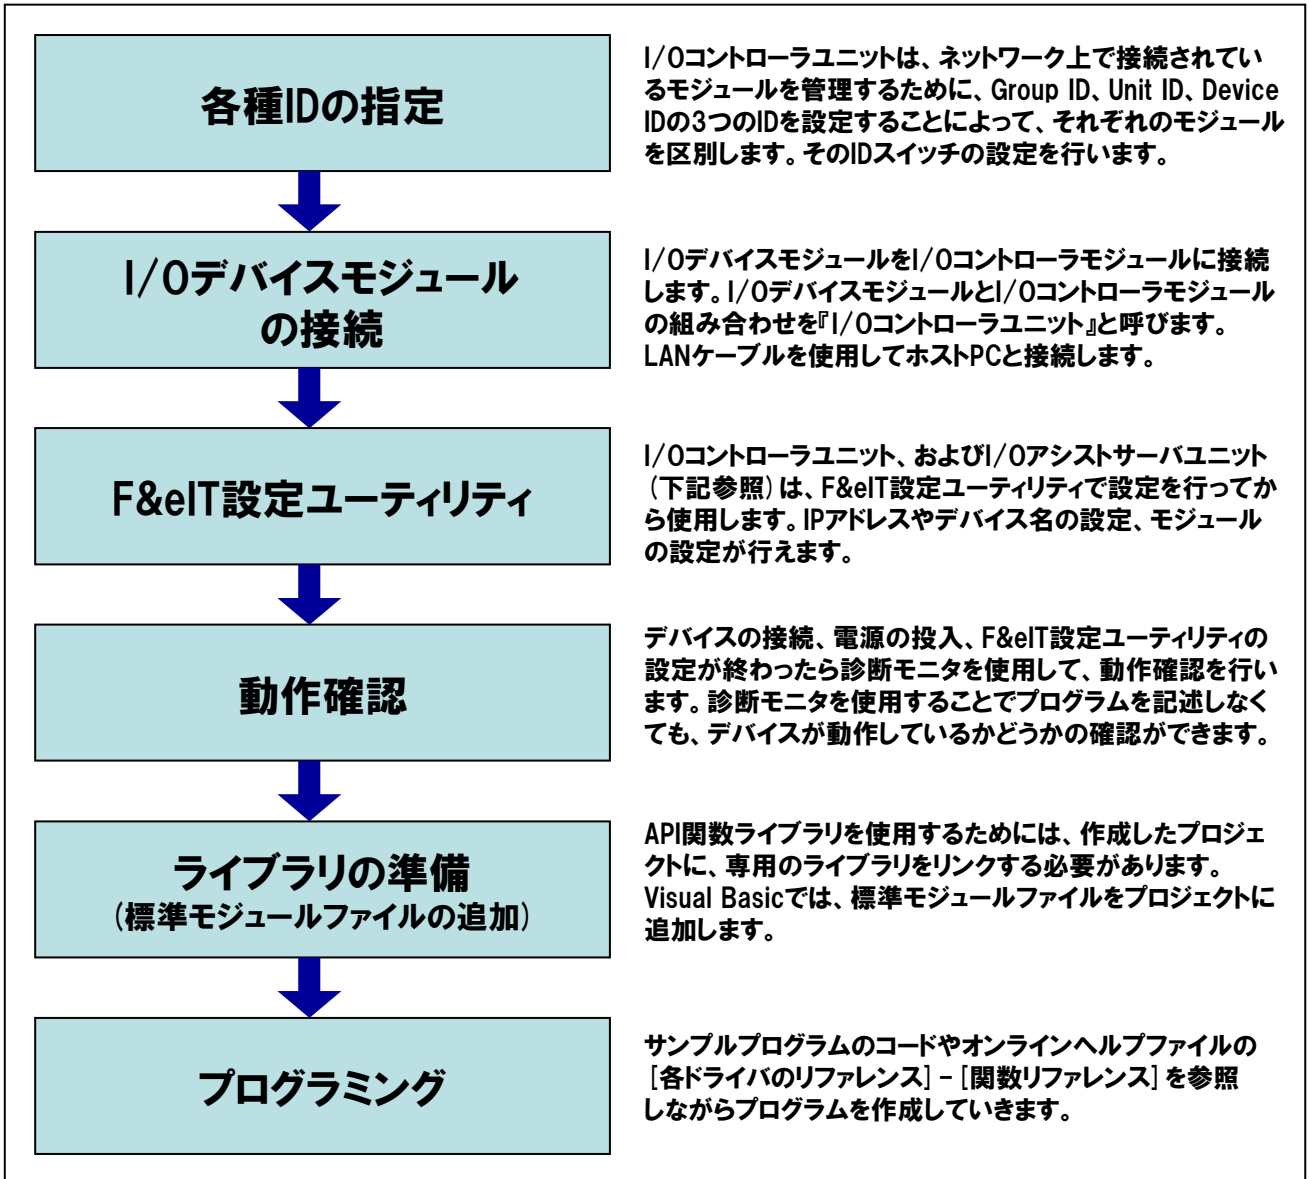 各種IDの指定
I/Oコントローラユニットは、ネットワーク上で接続されてい
るモジュールを管理するために、Group ID、Unit ID、Device
IDの3つのIDを設定することによって、それぞれのモジュール
を区別します。そのIDスイッチの設定を行います。
I/Oデバイスモジュール
の接続
I/OデバイスモジュールをI/Oコントローラモジュールに接続
します。I/OデバイスモジュールとI/Oコントローラモジュール
の組み合わせを『I/Oコントローラユニット』と呼びます。
LANケーブルを使用してホストPCと接続します。
F&eIT設定ユーティリティ
I/Oコントローラユニット、およびI/Oアシストサーバユニット
(下記参照)は、F&eIT設定ユーティリティで設定を行ってか
ら使用します。IPアドレスやデバイス名の設定、モジュール
の設定が行えます。
動作確認
デバイスの接続、電源の投入、F&eIT設定ユーティリティの
設定が終わったら診断モニタを使用して、動作確認を行い
ます。診断モニタを使用することでプログラムを記述しなく
ても、デバイスが動作しているかどうかの確認ができます。
ライブラリの準備
(標準モジュールファイルの追加)
API関数ライブラリを使用するためには、作成したプロジェ
クトに、専用のライブラリをリンクする必要があります。
Visual Basicでは、標準モジュールファイルをプロジェクトに
追加します。
プログラミング
サンプルプログラムのコードやオンラインヘルプファイルの
[各ドライバのリファレンス]-[関数リファレンス]を参照
しながらプログラムを作成していきます。